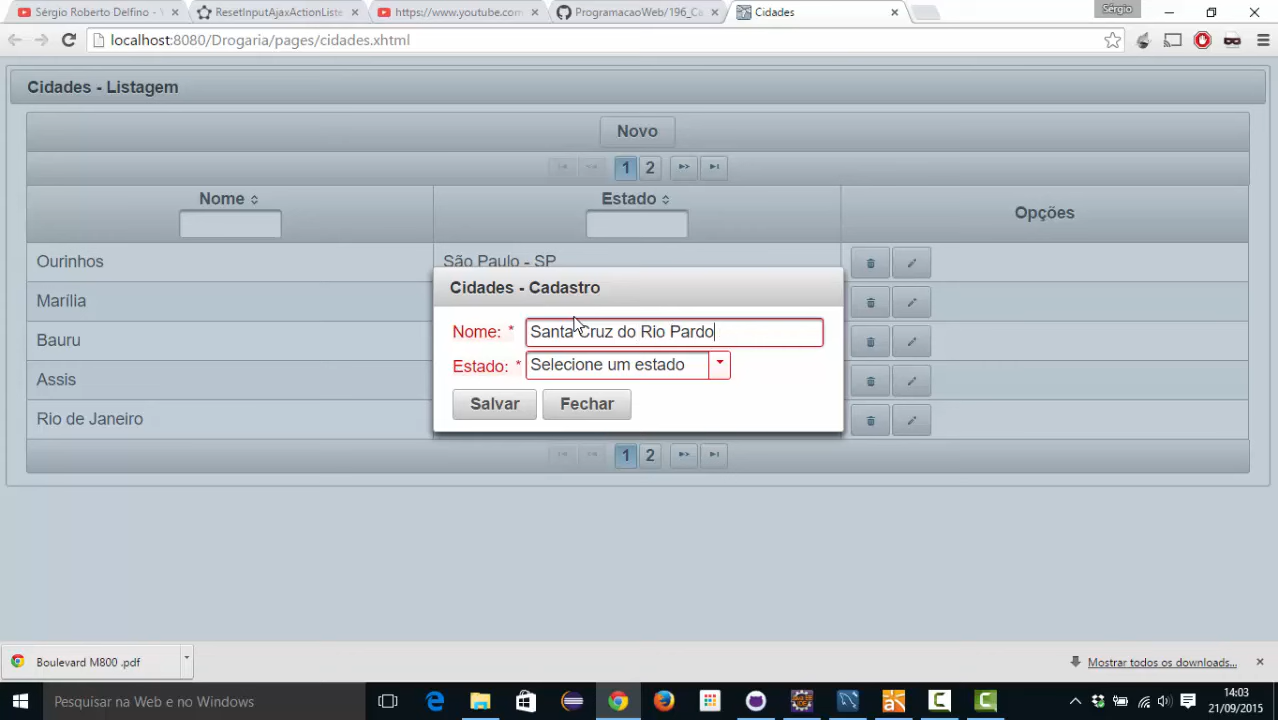 Sérgio Roberto Delfino - Y
ResetInputAjaxActionListe
https://www.youtube.com
ProgramacaoWeb/196_Ca
Cidades
Sérgio
localhost:8080/Drogaria/pages/cidades.xhtml
Cidades - Listagem
Novo
1 2
Nome
Estado
Opções
Ourinhos São Paulo - SP
Marília
Bauru
Assis
Rio de Janeiro
Cidades - Cadastro
Nome: * Santa Cruz do Rio Pardo
Estado: * Selecione um estado
Salvar Fechar
1 2
Boulevard M800 .pdf
Mostrar todos os downloads...
Pesquisar na Web e no Windows
14:03
21/09/2015